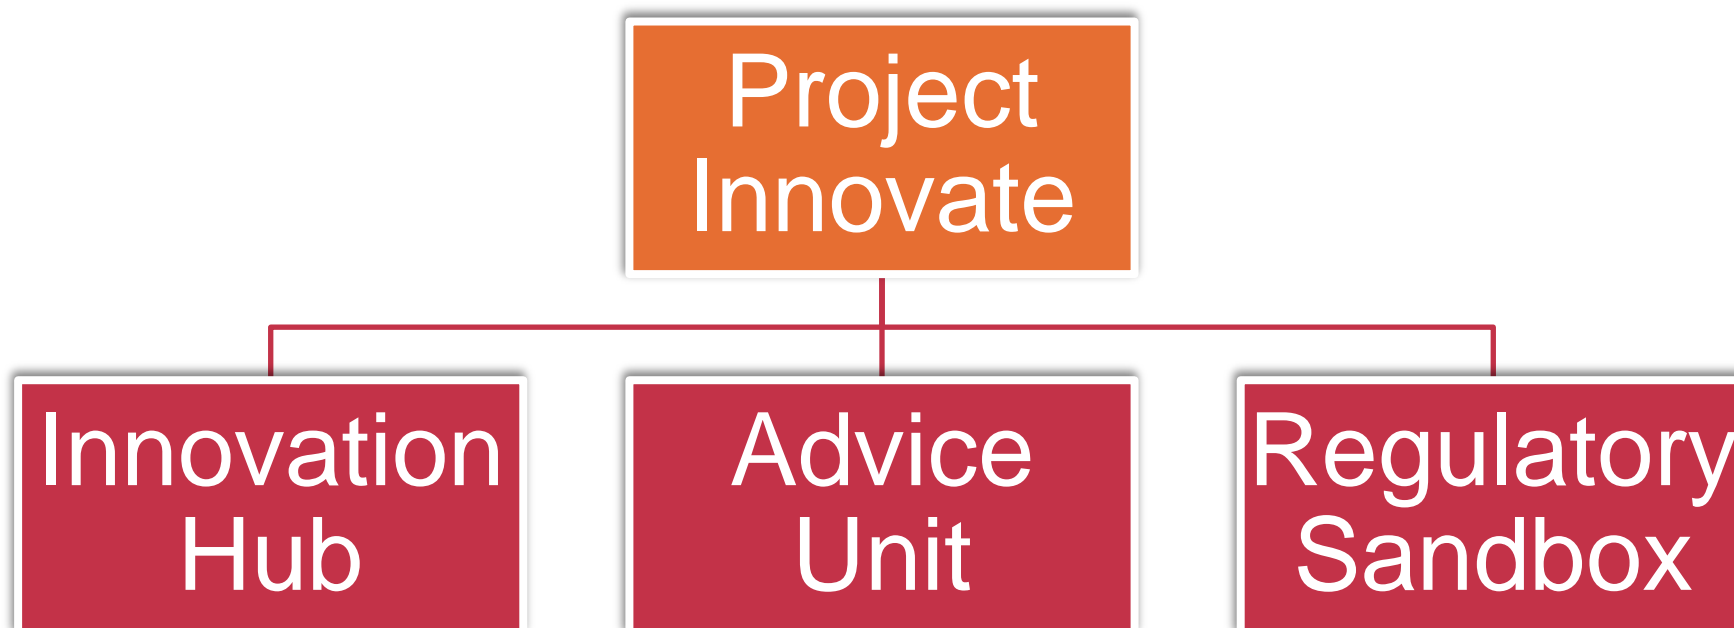 Project
Innovate
Innovation
Hub
Advice
Unit
Regulatory
Sandbox